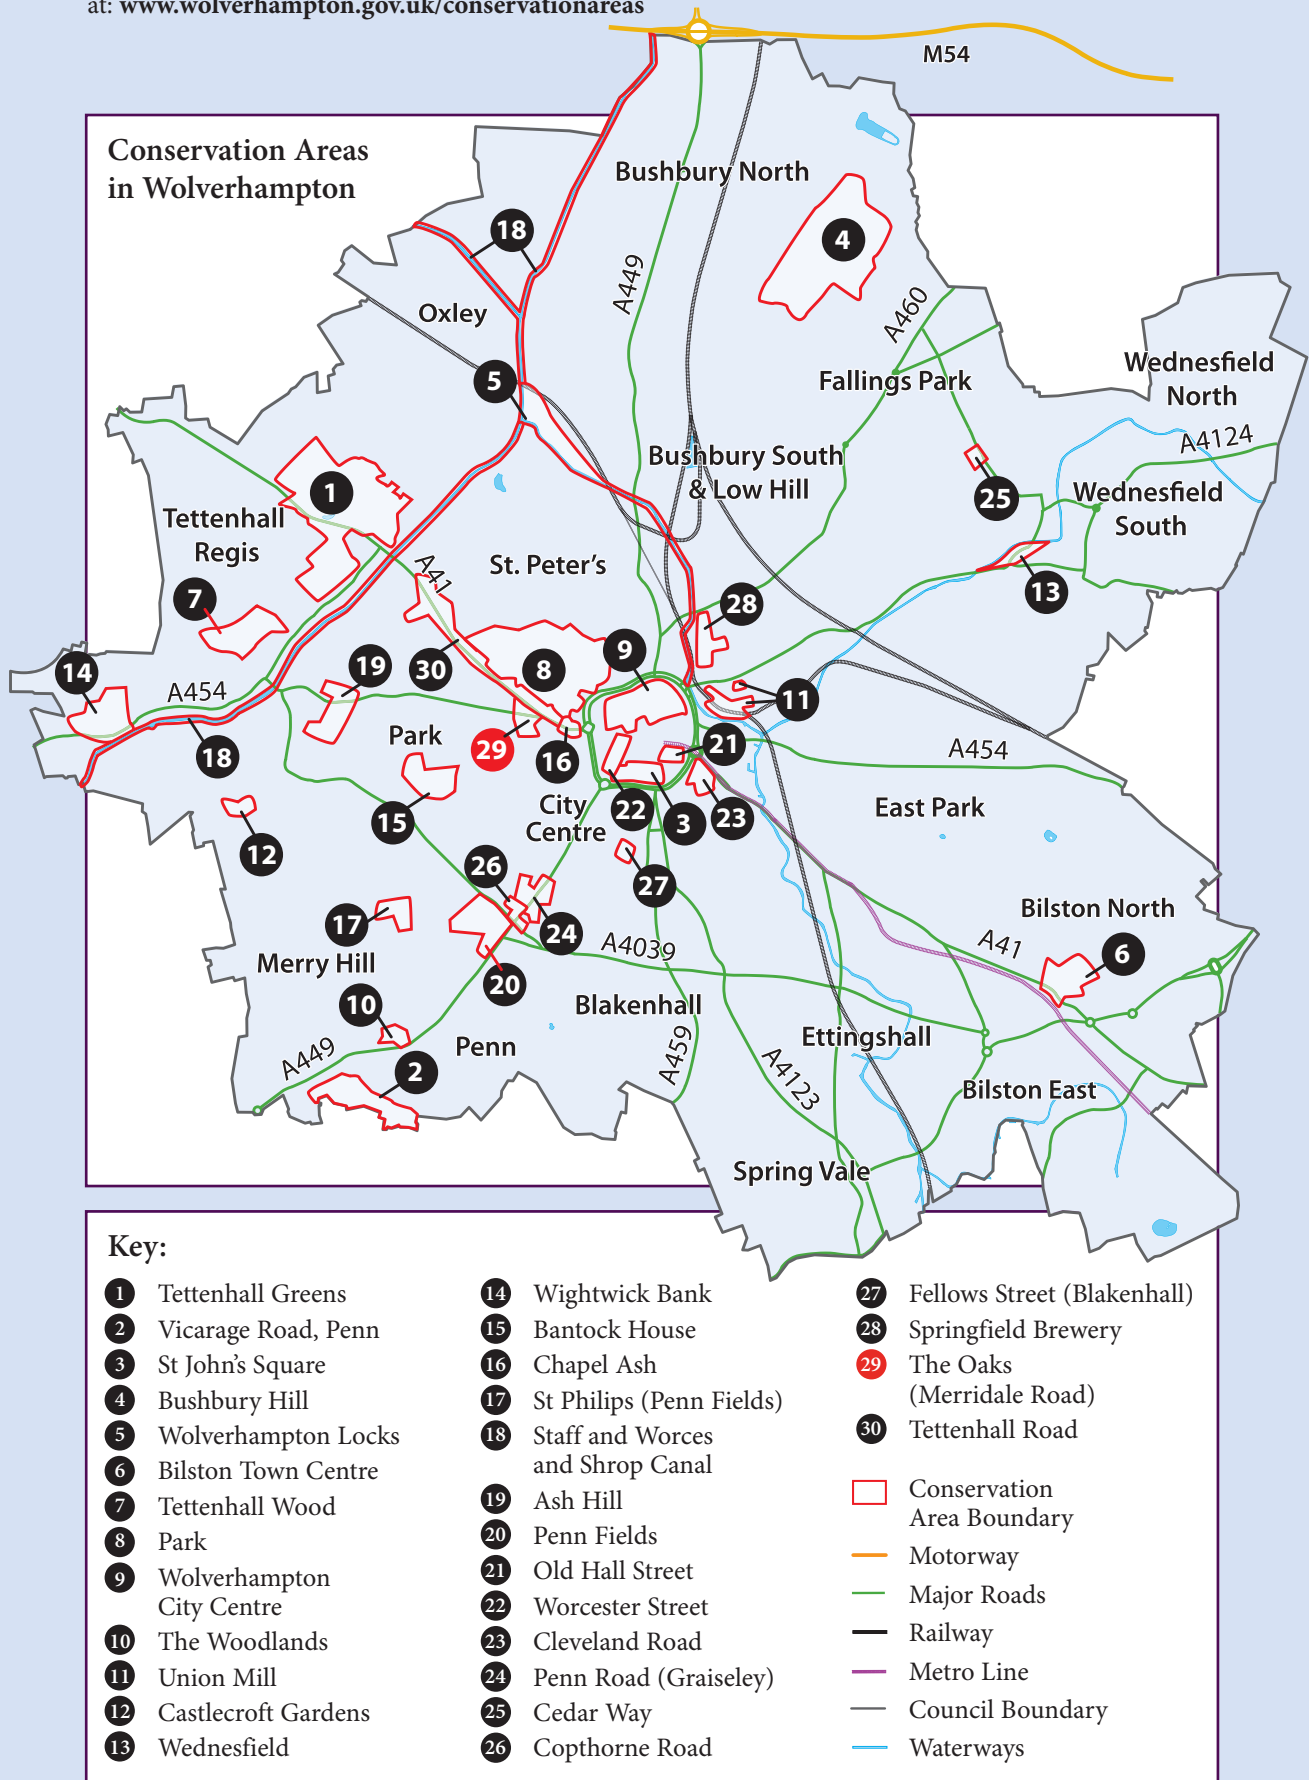 at: www.wolverhampton.gov.uk/conservationareas
M54
Conservation Areas
in Wolverhampton
Bushbury North
4
18
A449
Oxley
A460
5
Fallings Park
Wednesfield
North
A4124
Bushbury South
& Low Hill
1
25
Wednesfield
South
Tettenhall
Regis
A41
St. Peter's
7
28
13
14
19
30
8
9
A454
11
18
Park
29
16
21
A454
City
Centre
22
3
23
East Park
15
12
26
27
17
24
A4039
Bilston North
A41
6
Merry Hill
20
10
Blakenhall
A449
Penn
2
A459
A4123
Ettingshall
Bilston East
Spring Vale
Key:
1 Tettenhall Greens
2 Vicarage Road, Penn
3 St John's Square
4 Bushbury Hill
5 Wolverhampton Locks
6 Bilston Town Centre
7 Tettenhall Wood
8 Park
9 Wolverhampton
City Centre
10 The Woodlands
11 Union Mill
12 Castlecroft Gardens
13 Wednesfield
14 Wightwick Bank
15 Bantock House
16 Chapel Ash
17 St Philips (Penn Fields)
18 Staff and Worces
and Shrop Canal
19 Ash Hill
20 Penn Fields
21 Old Hall Street
22 Worcester Street
23 Cleveland Road
24 Penn Road (Graiseley)
25 Cedar Way
26 Copthorne Road
27 Fellows Street (Blakenhall)
28 Springfield Brewery
29 The Oaks
(Merridale Road)
30 Tettenhall Road
Conservation
Area Boundary
Motorway
Major Roads
Railway
Metro Line
Council Boundary
Waterways